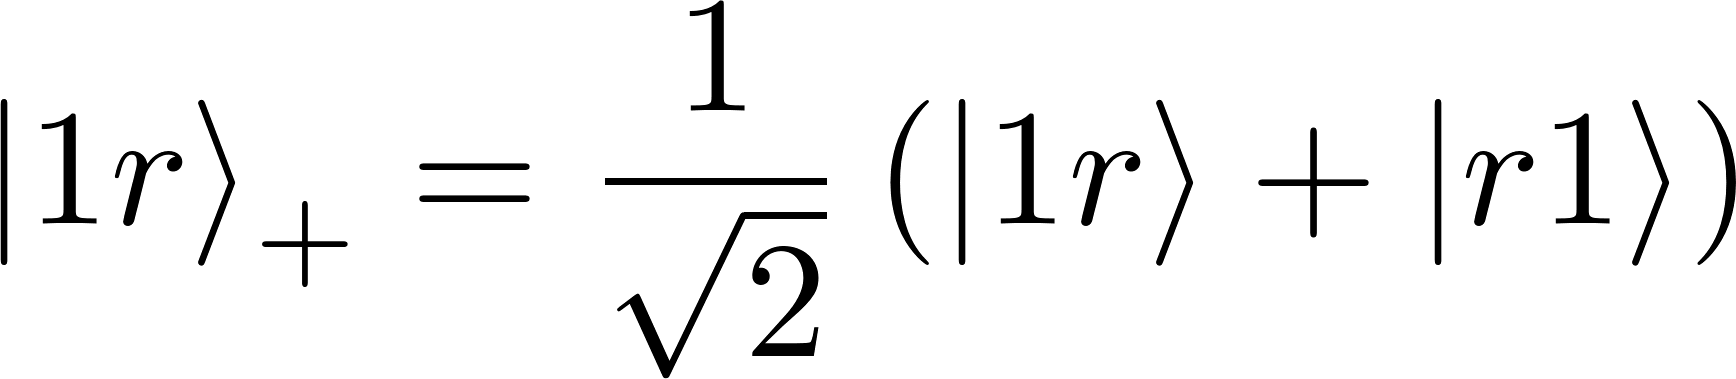 |1r⟩₊ = 1/√2 (|1r⟩ + |r1⟩)